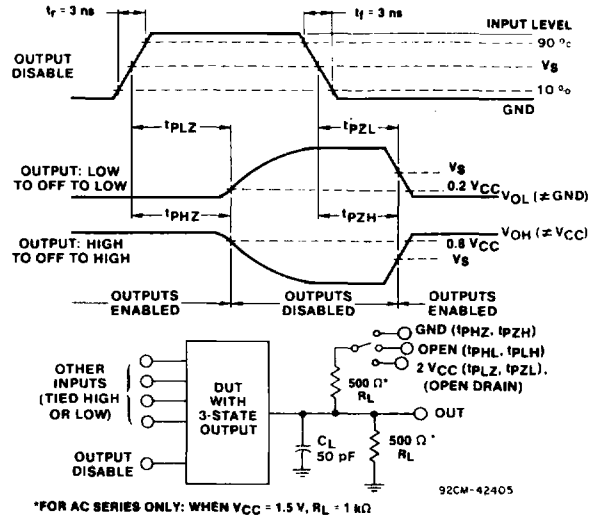 tr = 3 ns
tf = 3 ns
INPUT LEVEL
90 %
OUTPUT DISABLE
VS
10 %
GND
tPLZ
tPZL
OUTPUT: LOW TO OFF TO LOW
VS
0.2 VCC
VOL (≠GND)
tPHZ
tPZH
OUTPUT: HIGH TO OFF TO HIGH
VOH (≠VCC)
0.8 VCC
VS
OUTPUTS ENABLED
OUTPUTS DISABLED
OUTPUTS ENABLED
GND (tPHZ, tPZH)
OPEN (tPHL, tPLH)
2 VCC (tPLZ, tPZL),
(OPEN DRAIN)
OTHER INPUTS (TIED HIGH OR LOW)
DUT WITH 3-STATE OUTPUT
500 Ω*
RL
OUT
CL
50 pF
500 Ω*
RL
OUTPUT DISABLE
92CM-42405
*FOR AC SERIES ONLY: WHEN VCC = 1.5 V, RL = 1 kΩ